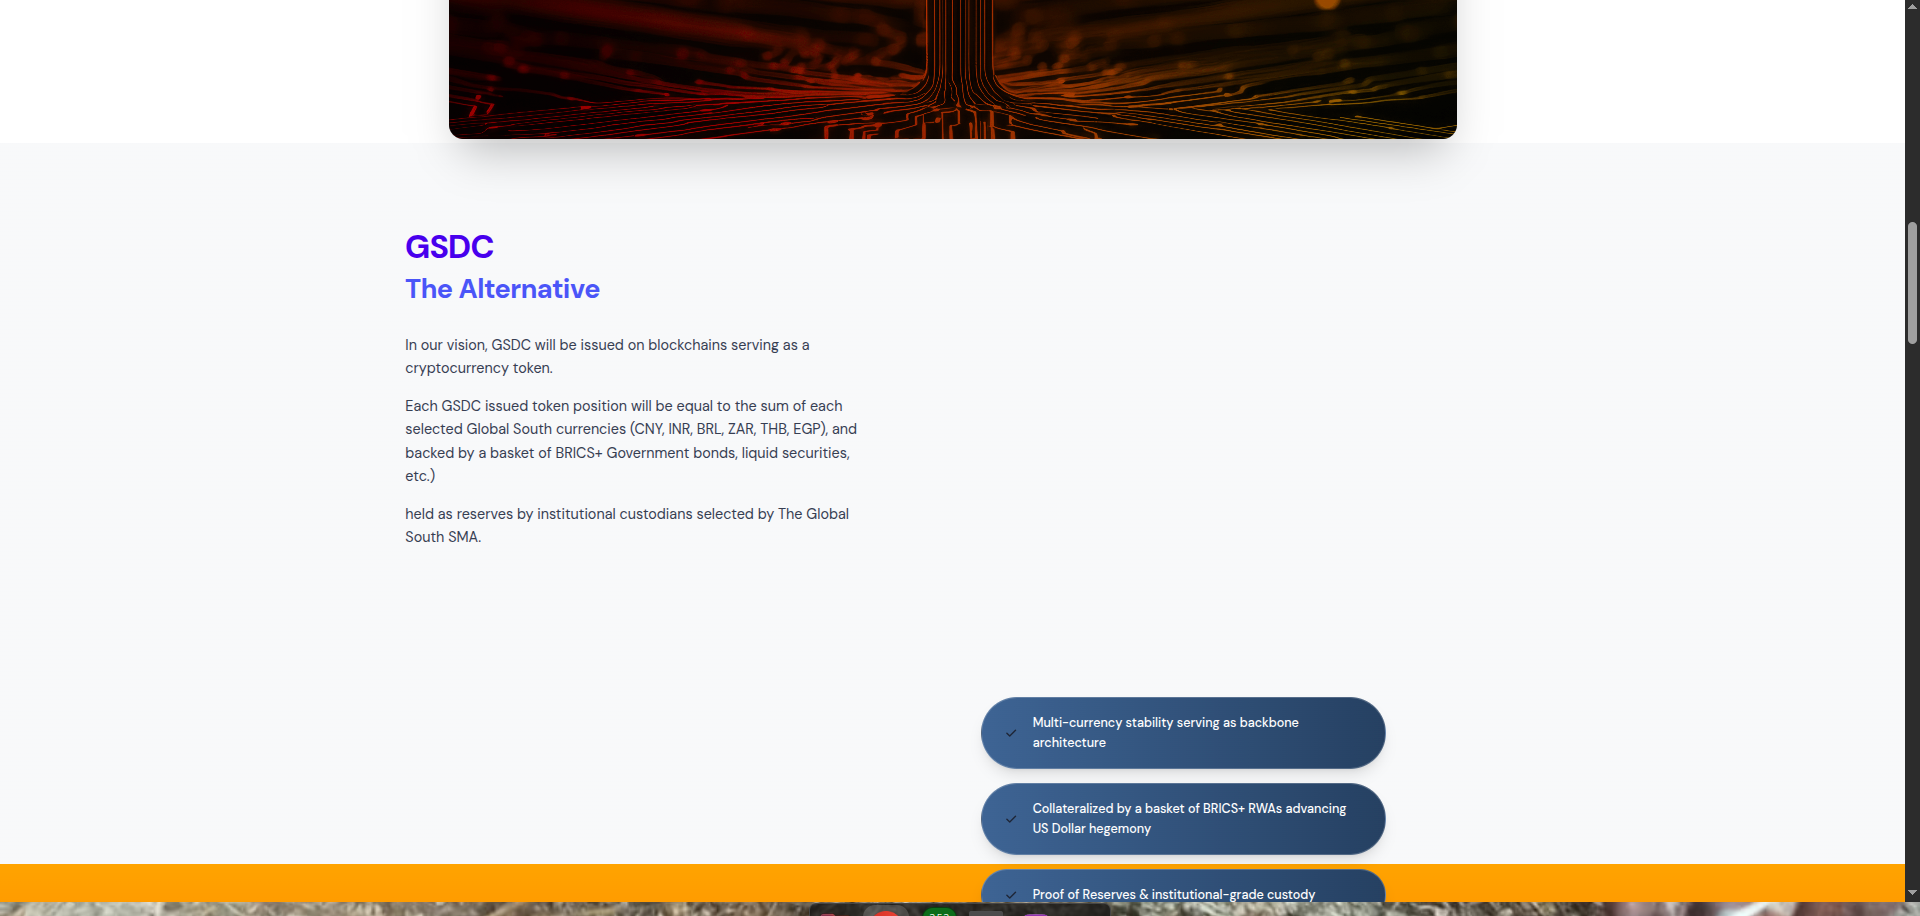 GSDC
The Alternative
In our vision, GSDC will be issued on blockchains serving as a
cryptocurrency token.
Each GSDC issued token position will be equal to the sum of each
selected Global South currencies (CNY, INR, BRL, ZAR, THB, EGP), and
backed by a basket of BRICS+ Government bonds, liquid securities,
etc.)
held as reserves by institutional custodians selected by The Global
South SMA.
Multi-currency stability serving as backbone
architecture
Collateralized by a basket of BRICS+ RWAs advancing
US Dollar hegemony
Proof of Reserves & institutional-grade custody